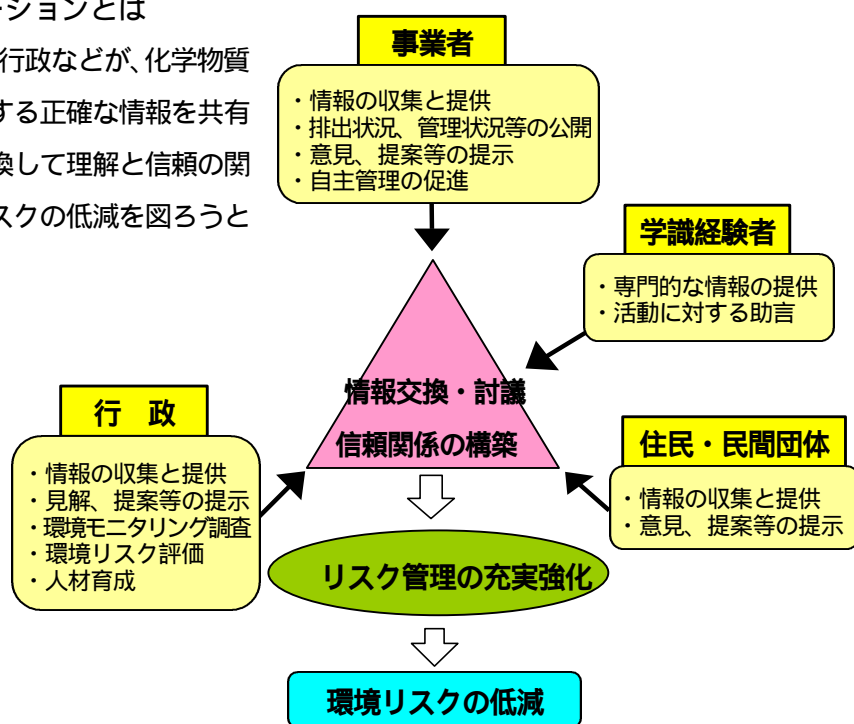 ーションとは
行政などが、化学物質
する正確な情報を共有
換して理解と信頼の関
スクの低減を図ろうと
事業者
・情報の収集と提供
・排出状況、管理状況等の公開
・意見、提案等の提示
・自主管理の促進
学識経験者
・専門的な情報の提供
・活動に対する助言
情報交換・討議
信頼関係の構築
行　政
・情報の収集と提供
・見解、提案等の提示
・環境モニタリング調査
・環境リスク評価
・人材育成
住民・民間団体
・情報の収集と提供
・意見、提案等の提示
リスク管理の充実強化
環境リスクの低減